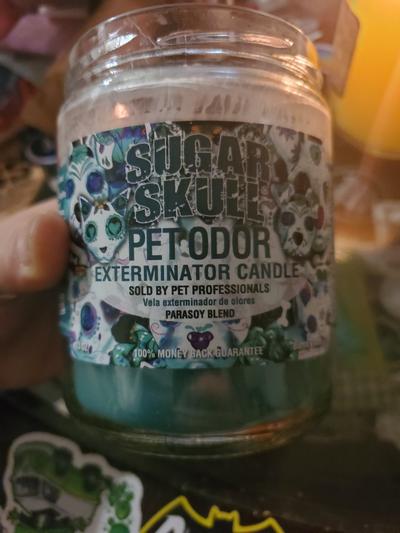 SUGAR
SKULL
PET ODOR
EXTERMINATOR CANDLE
SOLD BY PET PROFESSIONALS
Vela exterminador de olores
PARASOY BLEND
100% MONEY BACK GUARANTEE